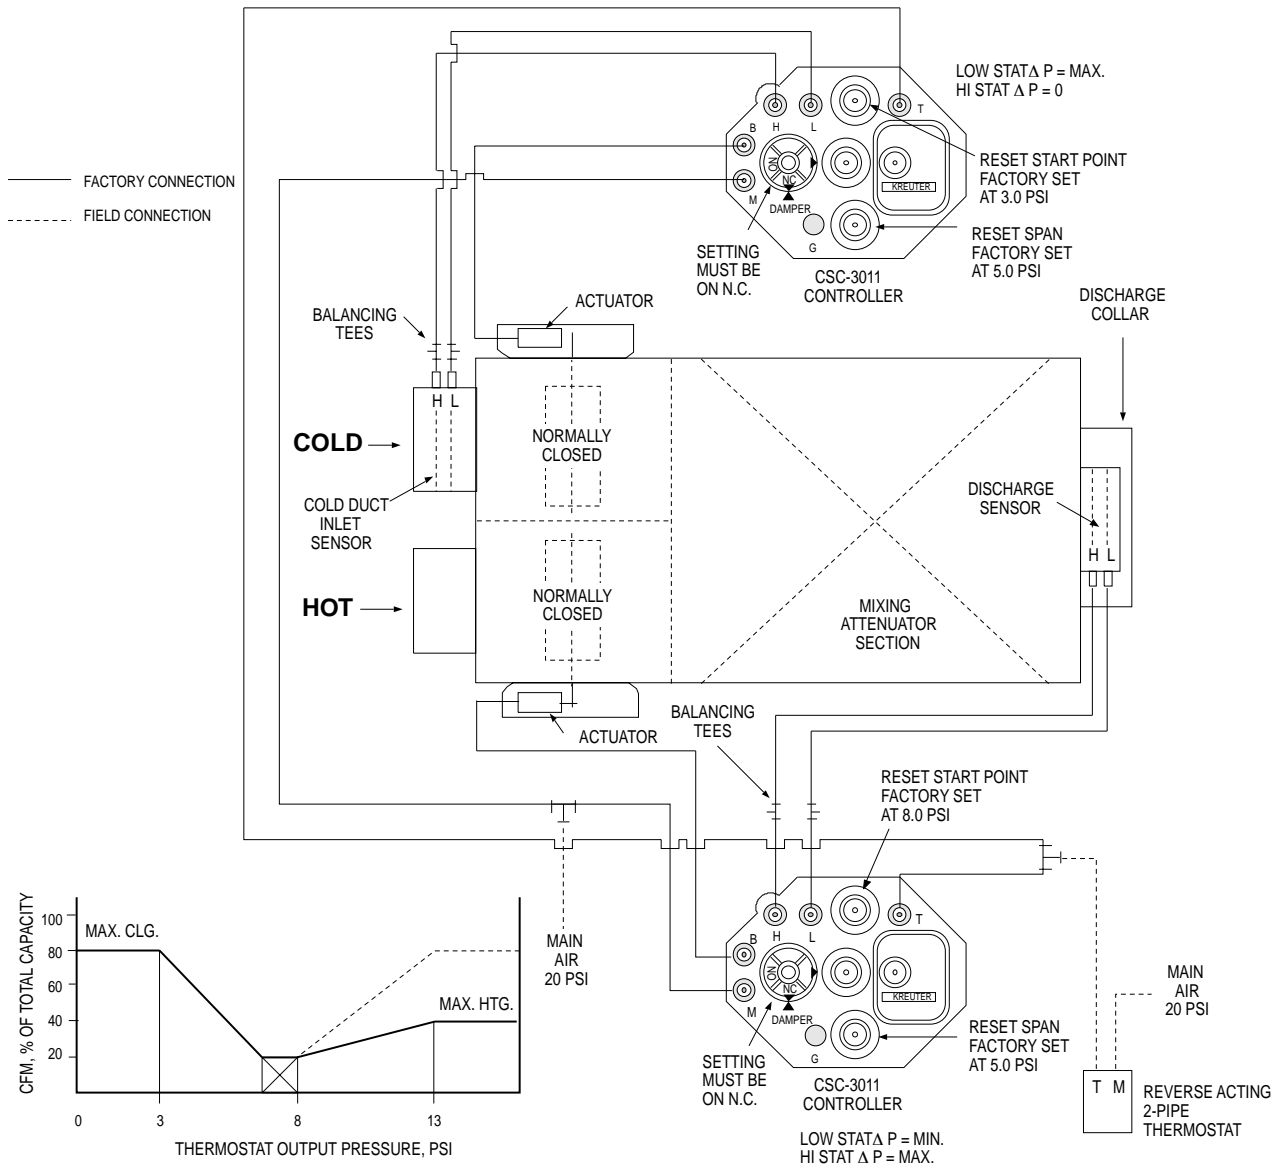 LOW STAT Δ P = MAX.
HI STAT Δ P = 0
T
B
H
L
NO
NC
M
DAMPER
G
KREUTER
RESET START POINT
FACTORY SET
AT 3.0 PSI
RESET SPAN
FACTORY SET
AT 5.0 PSI
SETTING
MUST BE
ON N.C.
CSC-3011
CONTROLLER
FACTORY CONNECTION
FIELD CONNECTION
BALANCING
TEES
ACTUATOR
DISCHARGE
COLLAR
H L
COLD
COLD DUCT
INLET
SENSOR
NORMALLY
CLOSED
HOT
NORMALLY
CLOSED
MIXING
ATTENUATOR
SECTION
DISCHARGE
SENSOR
H L
ACTUATOR
BALANCING
TEES
RESET START POINT
FACTORY SET
AT 8.0 PSI
T
B
H
L
NO
NC
M
DAMPER
G
KREUTER
RESET SPAN
FACTORY SET
AT 5.0 PSI
SETTING
MUST BE
ON N.C.
CSC-3011
CONTROLLER
LOW STAT Δ P = MIN.
HI STAT Δ P = MAX.
MAIN
AIR
20 PSI
MAIN
AIR
20 PSI
T M
REVERSE ACTING
2-PIPE
THERMOSTAT
CFM, % OF TOTAL CAPACITY
100
80
60
40
20
MAX. CLG.
MAX. HTG.
0 3 8 13
THERMOSTAT OUTPUT PRESSURE, PSI